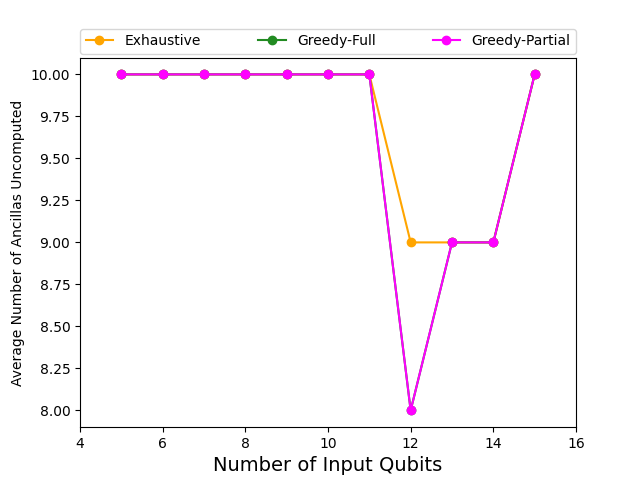 Exhaustive Greedy-Full Greedy-Partial
10.00
9.75
9.50
9.25
9.00
8.75
8.50
8.25
8.00
Average Number of Ancillas Uncomputed
4 6 8 10 12 14 16
Number of Input Qubits